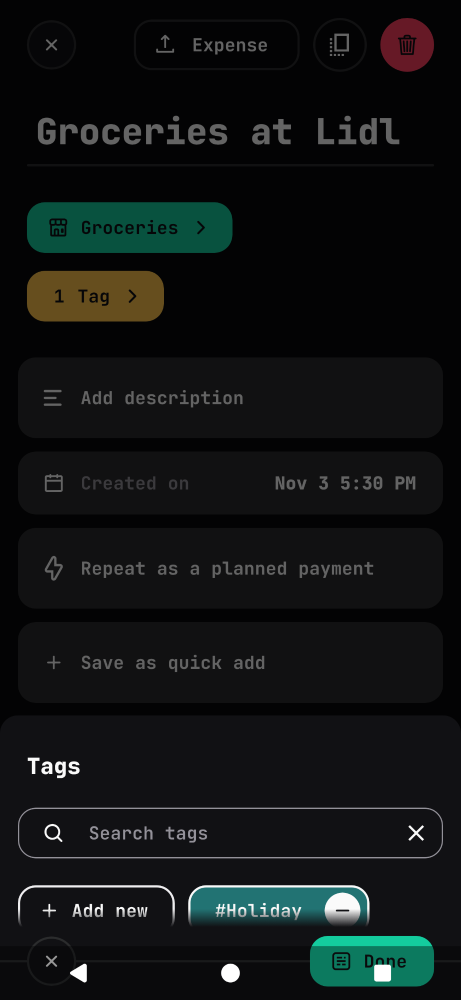 Expense
Groceries at Lidl
Groceries
1 Tag
Add description
Created on Nov 3 5:30 PM
Repeat as a planned payment
Save as quick add
Tags
Search tags
Add new #Holiday
Done